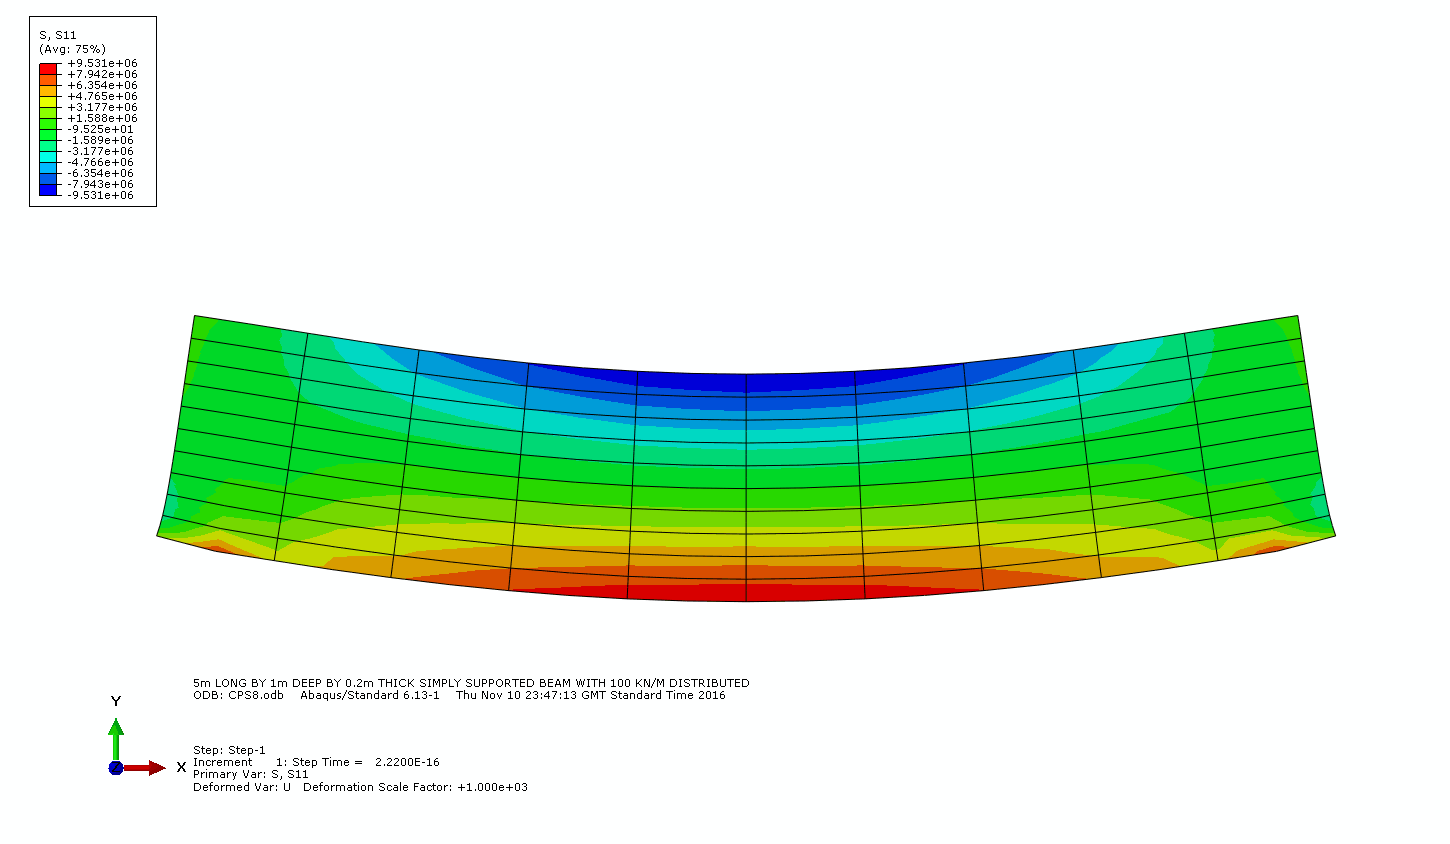 S, S11
(Avg: 75%)
+9.531e+06
+7.942e+06
+6.354e+06
+4.765e+06
+3.177e+06
+1.588e+06
-9.525e+01
-1.589e+06
-3.177e+06
-4.766e+06
-6.354e+06
-7.943e+06
-9.531e+06
5m LONG BY 1m DEEP BY 0.2m THICK SIMPLY SUPPORTED BEAM WITH 100 KN/M DISTRIBUTED
ODB: CPS8.odb    Abaqus/Standard 6.13-1    Thu Nov 10 23:47:13 GMT Standard Time 2016
Y
X
Step: Step-1
Increment      1: Step Time =   2.2200E-16
Primary Var: S, S11
Deformed Var: U   Deformation Scale Factor: +1.000e+03